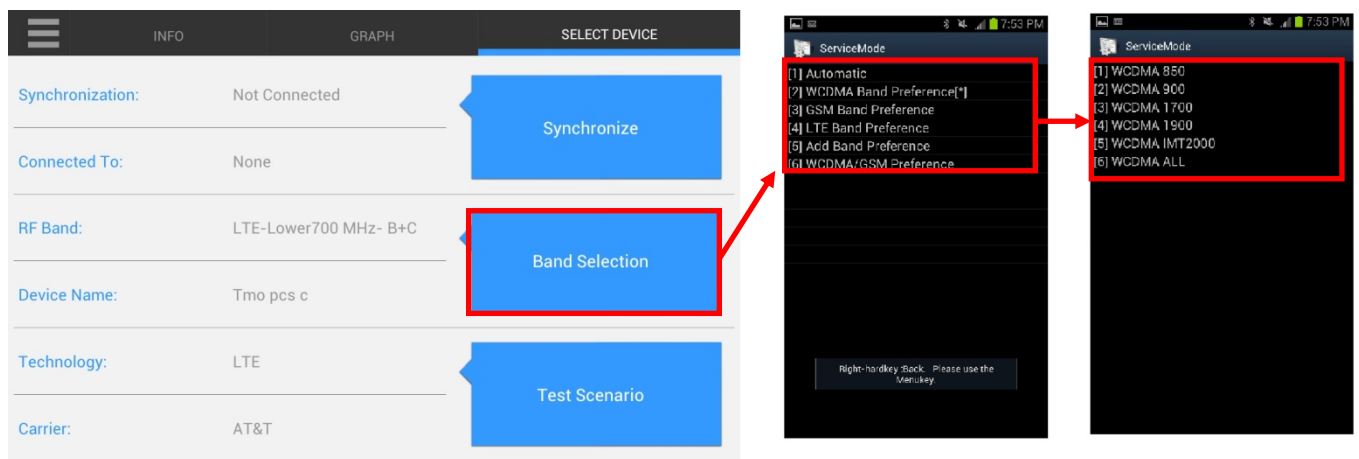 INFO GRAPH SELECT DEVICE
Synchronization: Not Connected
Synchronize
Connected To: None
RF Band: LTE-Lower700 MHz- B+C
Band Selection
Device Name: Tmo pcs c
Technology: LTE
Test Scenario
Carrier: AT&T
7:53 PM
ServiceMode
[1] Automatic
[2] WCDMA Band Preference[*]
[3] GSM Band Preference
[4] LTE Band Preference
[5] Add Band Preference
[6] WCDMA/GSM Preference
Right-hardkey :Back. Please use the
Menukey.
7:53 PM
ServiceMode
[1] WCDMA 850
[2] WCDMA 900
[3] WCDMA 1700
[4] WCDMA 1900
[5] WCDMA IMT2000
[6] WCDMA ALL